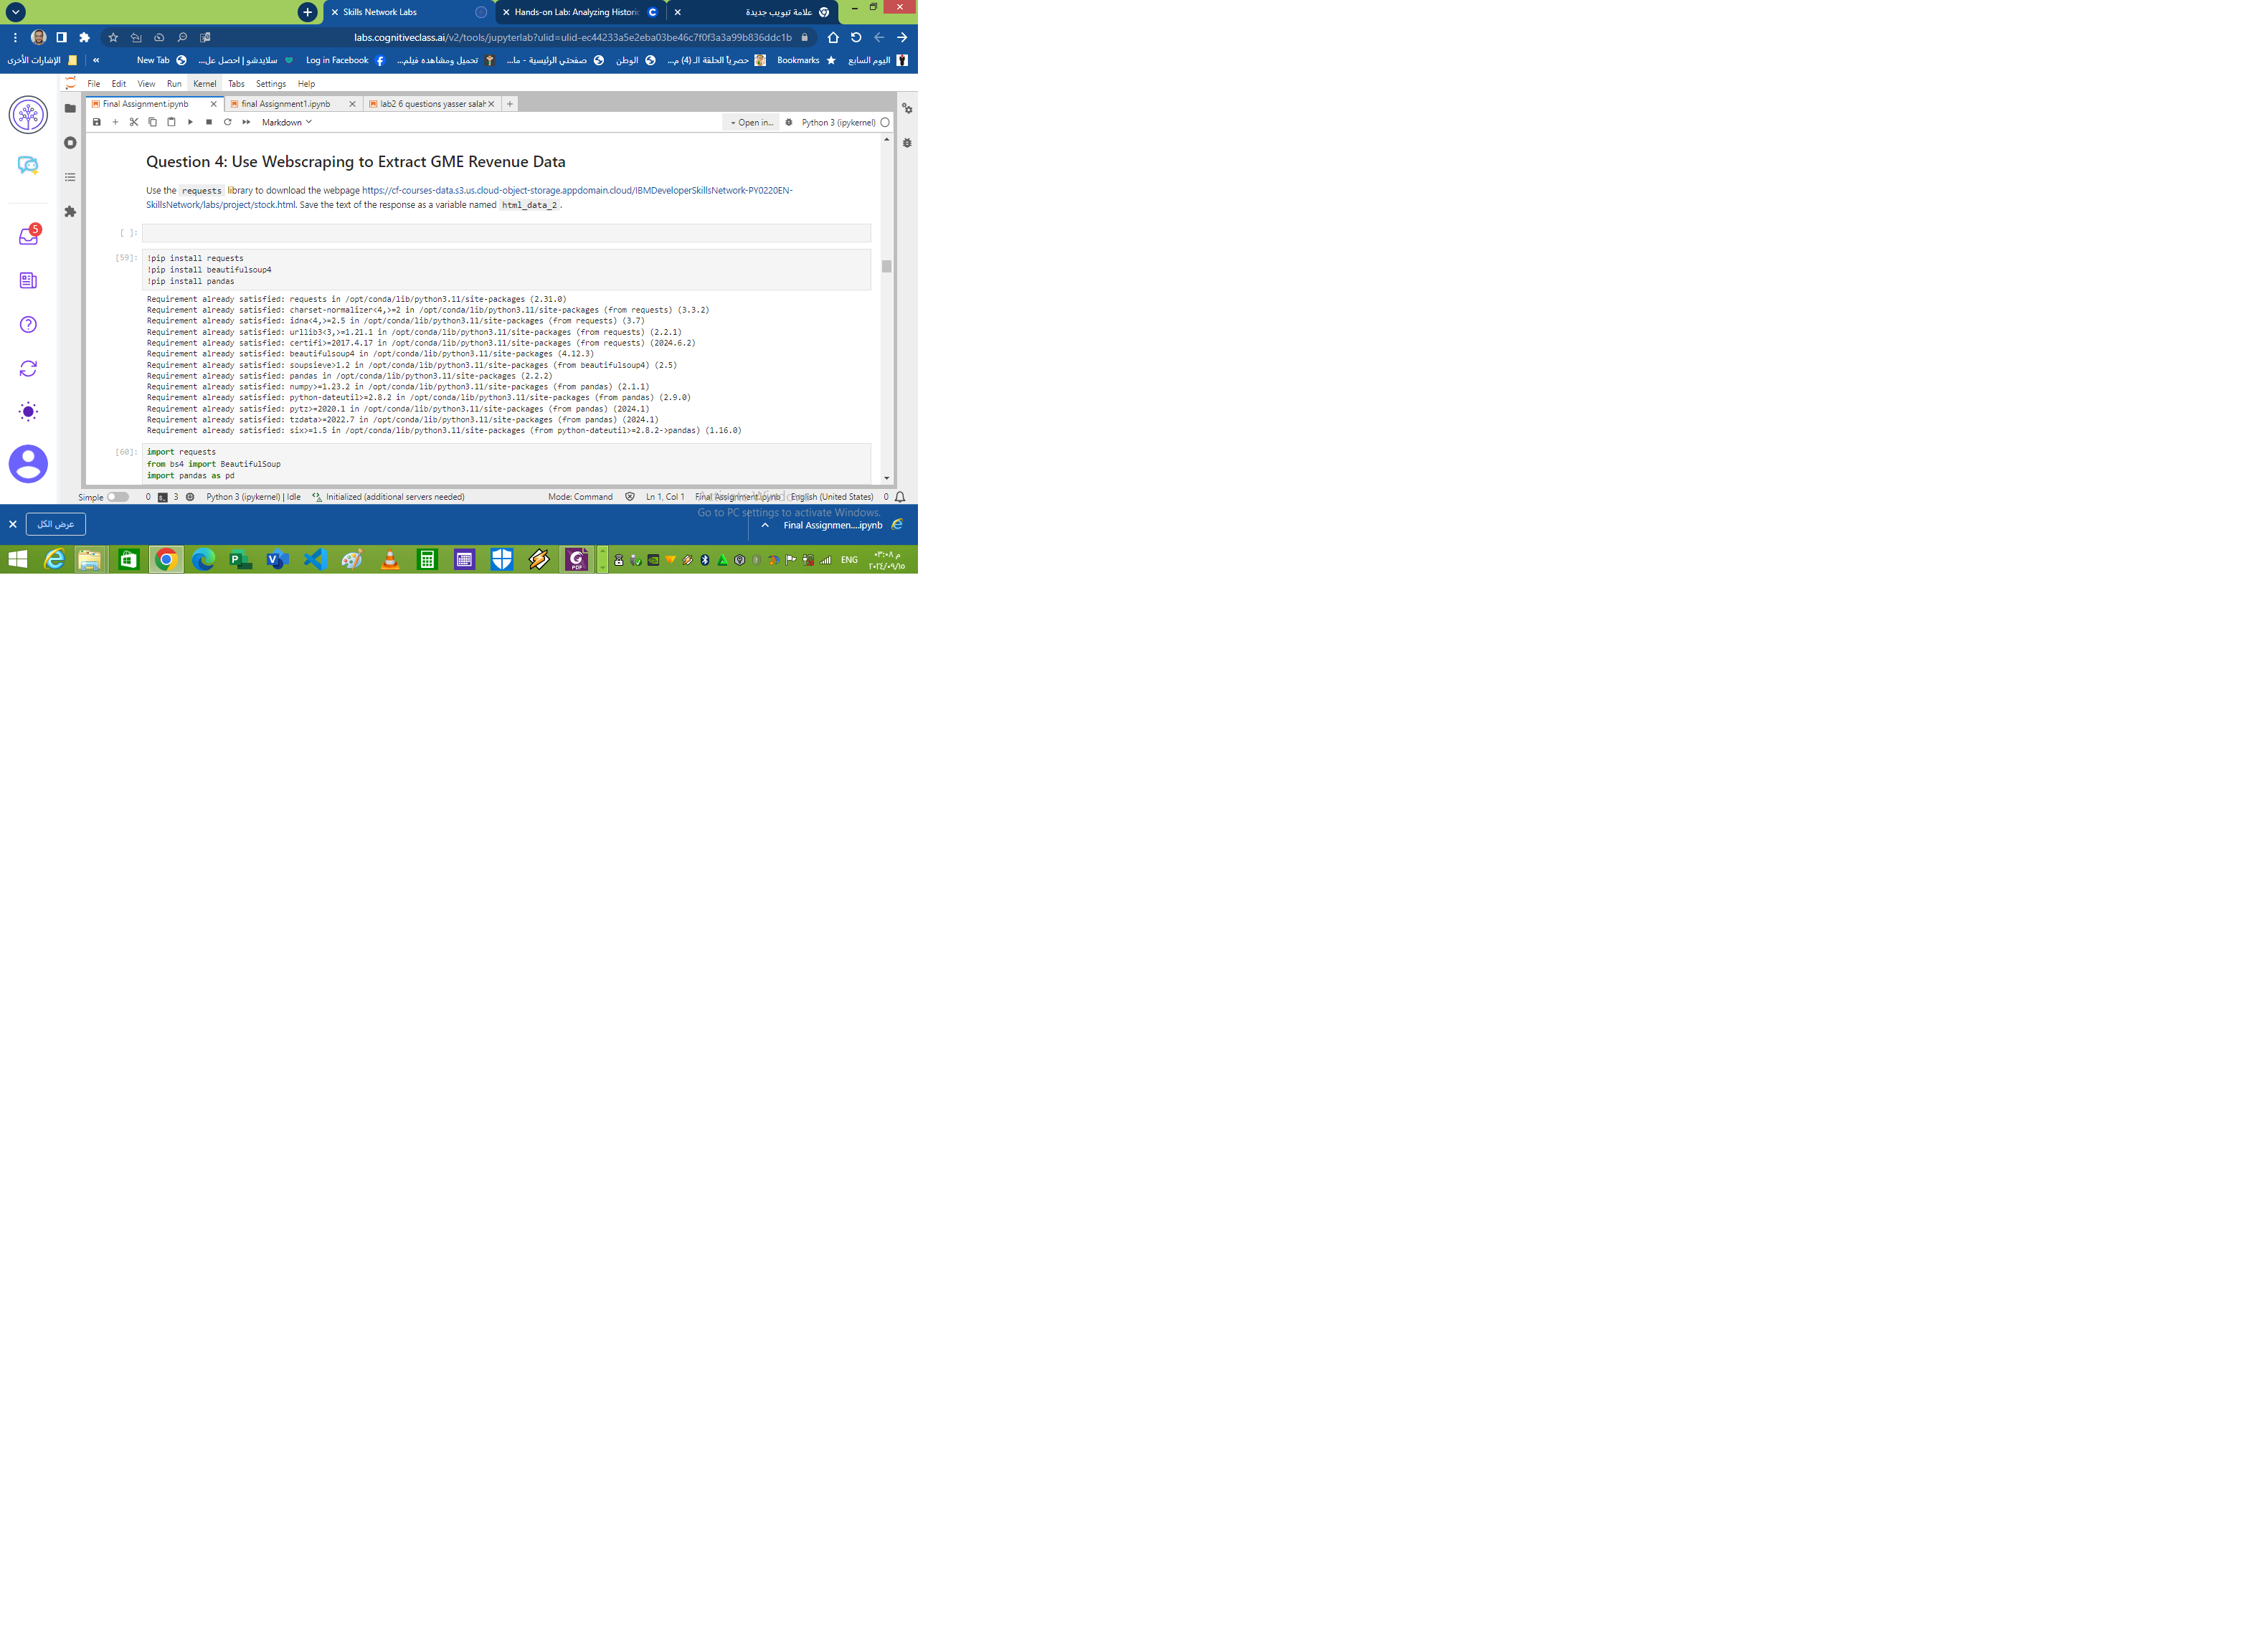 Skills Network Labs
Hands-on Lab: Analyzing Historic
علامة تبويب جديدة
labs.cognitiveclass.ai/v2/tools/jupyterlab?ulid=ulid-ec44233a5e2eba03be46c7f0f3a3a99b836ddc1b
الإشارات الأخرى
«
New Tab
سلايدشو | احصل عل...
Log in Facebook
تحميل ومشاهده فيلم...
صفحتي الرئيسية - ما...
الوطن
حصرياً الحلقة الـ (4) م...
Bookmarks
اليوم السابع
File Edit View Run Kernel Tabs Settings Help
Final Assignment.ipynb
final Assignment1.ipynb
lab2 6 questions yasser salah
Markdown
Open in...
Python 3 (ipykernel)
5
Question 4: Use Webscraping to Extract GME Revenue Data
Use the requests library to download the webpage https://cf-courses-data.s3.us.cloud-object-storage.appdomain.cloud/IBMDeveloperSkillsNetwork-PY0220EN-
SkillsNetwork/labs/project/stock.html. Save the text of the response as a variable named html_data_2.
[ ]:
[59]: !pip install requests
!pip install beautifulsoup4
!pip install pandas
Requirement already satisfied: requests in /opt/conda/lib/python3.11/site-packages (2.31.0)
Requirement already satisfied: charset-normalizer<4,>=2 in /opt/conda/lib/python3.11/site-packages (from requests) (3.3.2)
Requirement already satisfied: idna<4,>=2.5 in /opt/conda/lib/python3.11/site-packages (from requests) (3.7)
Requirement already satisfied: urllib3<3,>=1.21.1 in /opt/conda/lib/python3.11/site-packages (from requests) (2.2.1)
Requirement already satisfied: certifi>=2017.4.17 in /opt/conda/lib/python3.11/site-packages (from requests) (2024.6.2)
Requirement already satisfied: beautifulsoup4 in /opt/conda/lib/python3.11/site-packages (4.12.3)
Requirement already satisfied: soupsieve>1.2 in /opt/conda/lib/python3.11/site-packages (from beautifulsoup4) (2.5)
Requirement already satisfied: pandas in /opt/conda/lib/python3.11/site-packages (2.2.2)
Requirement already satisfied: numpy>=1.23.2 in /opt/conda/lib/python3.11/site-packages (from pandas) (2.1.1)
Requirement already satisfied: python-dateutil>=2.8.2 in /opt/conda/lib/python3.11/site-packages (from pandas) (2.9.0)
Requirement already satisfied: pytz>=2020.1 in /opt/conda/lib/python3.11/site-packages (from pandas) (2024.1)
Requirement already satisfied: tzdata>=2022.7 in /opt/conda/lib/python3.11/site-packages (from pandas) (2024.1)
Requirement already satisfied: six>=1.5 in /opt/conda/lib/python3.11/site-packages (from python-dateutil>=2.8.2->pandas) (1.16.0)
[60]: import requests
from bs4 import BeautifulSoup
import pandas as pd
Simple 0 3 Python 3 (ipykernel) | Idle Initialized (additional servers needed)
Mode: Command Ln 1, Col 1 Final Assignment.ipynb English (United States) 0
Activate Windows
Go to PC settings to activate Windows.
عرض الكل
Final Assignmen....ipynb
ENG
٠٣:٠٨ م
٢٠٢٤/٠٩/١٥